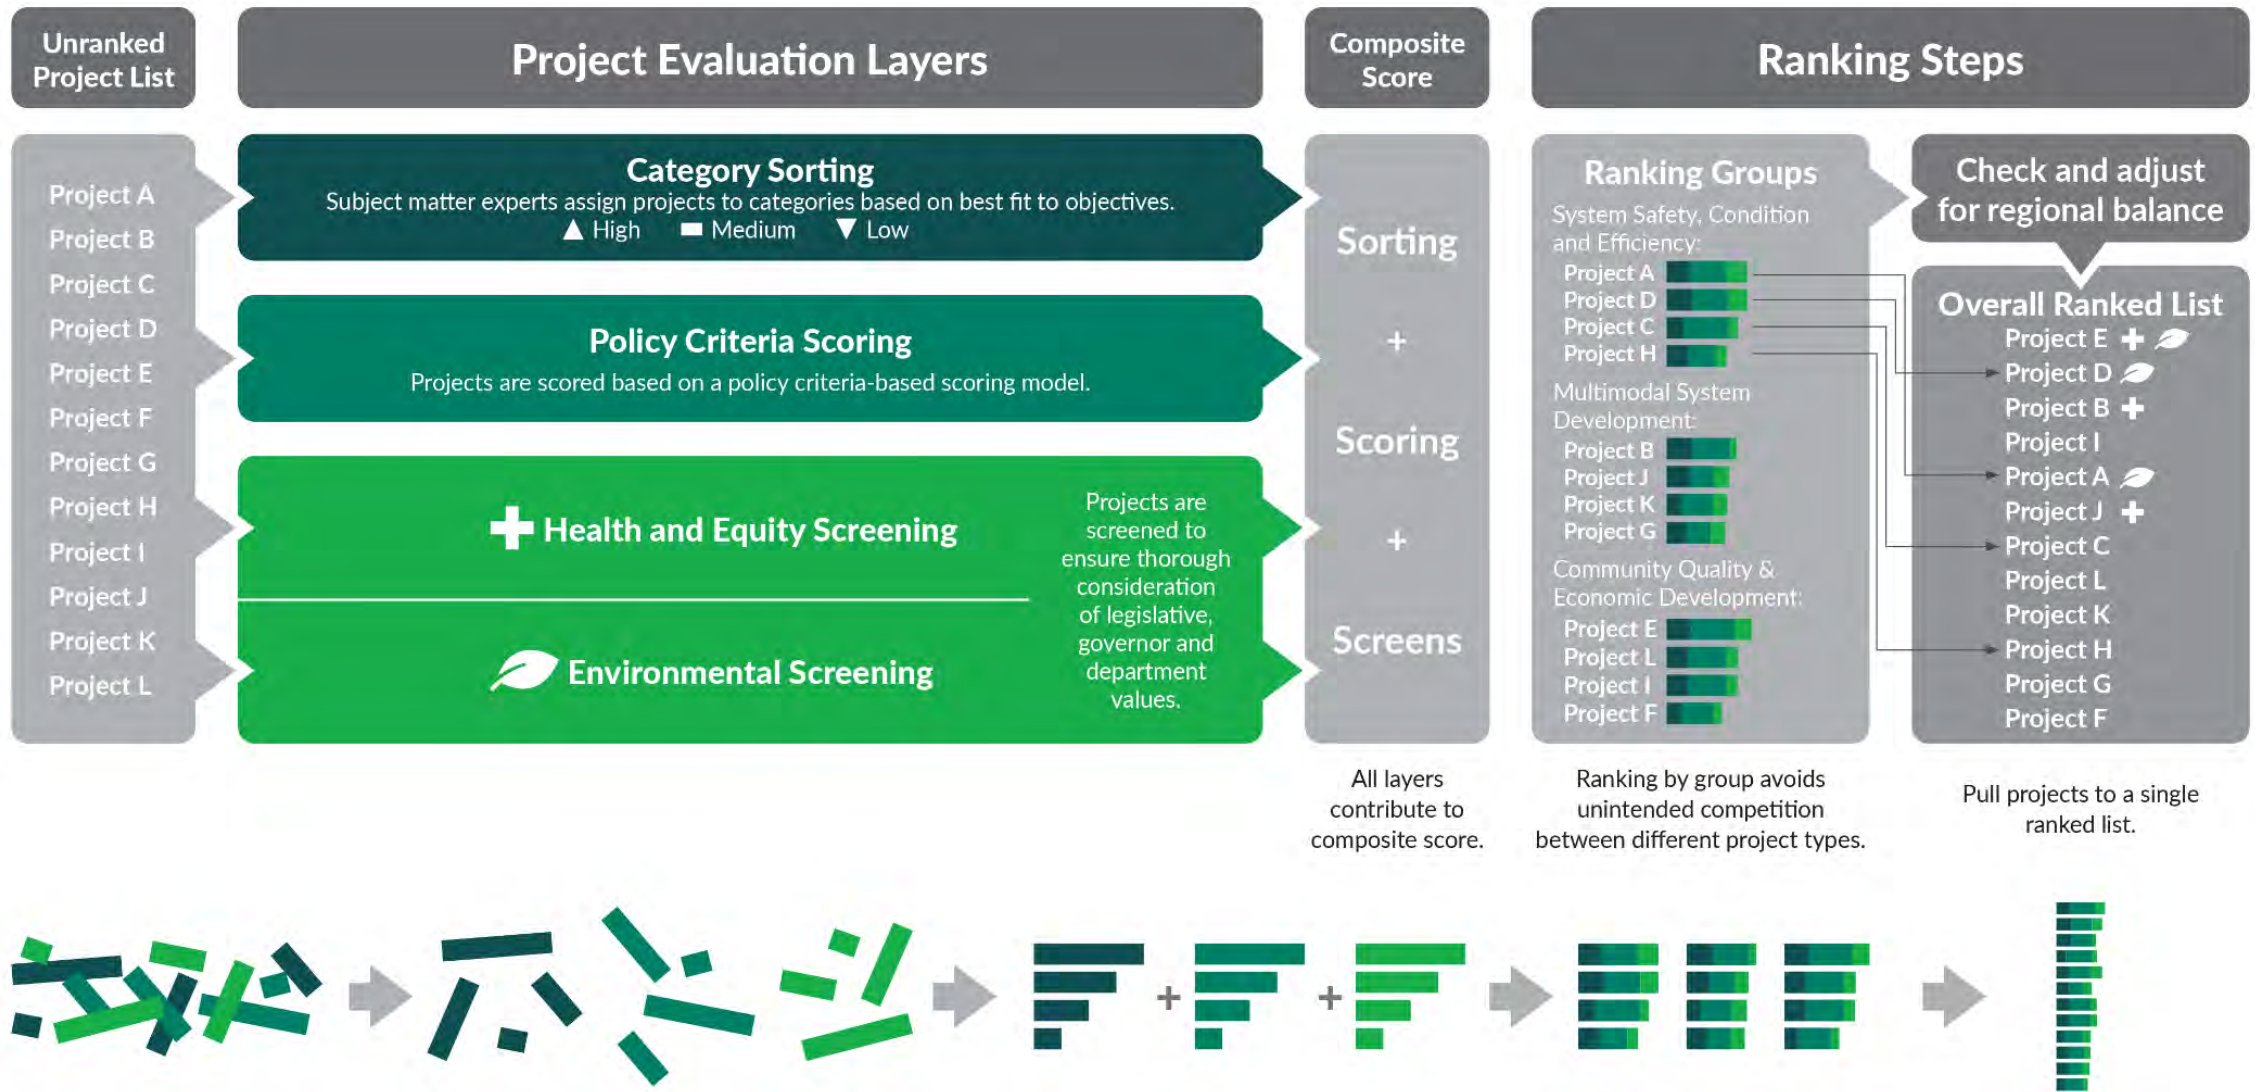 Unranked
Project List
Project Evaluation Layers
Composite
Score
Ranking Steps
Project A
Project B
Project C
Project D
Project E
Project F
Project G
Project H
Project I
Project J
Project K
Project L
Category Sorting
Subject matter experts assign projects to categories based on best fit to objectives.
High Medium Low
Policy Criteria Scoring
Projects are scored based on a policy criteria-based scoring model.
Health and Equity Screening
Environmental Screening
Projects are
screened to
ensure thorough
consideration
of legislative,
governor and
department
values.
Sorting
+
Scoring
+
Screens
Ranking Groups
System Safety, Condition
and Efficiency:
Project A
Project D
Project C
Project H
Multimodal System
Development:
Project B
Project J
Project K
Project G
Community Quality &
Economic Development:
Project E
Project L
Project I
Project F
Check and adjust
for regional balance
Overall Ranked List
Project E
Project D
Project B
Project I
Project A
Project J
Project C
Project L
Project K
Project H
Project G
Project F
All layers
contribute to
composite score.
Ranking by group avoids
unintended competition
between different project types.
Pull projects to a single
ranked list.
+ +